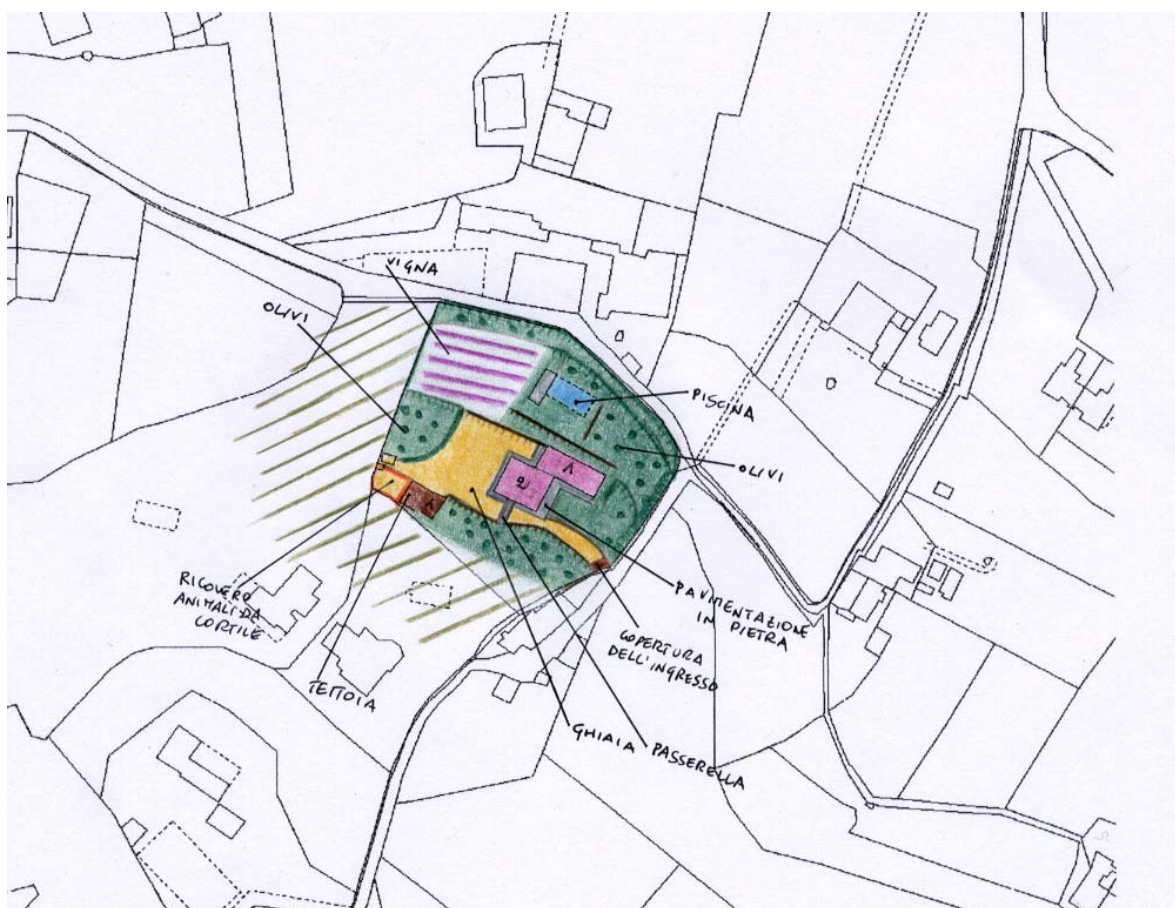 VIGNA
OLIVI
PISCINA
OLIVI
1
2
RICOVERO
ANIMALI DA
CORTILE
TETTOIA
PAVIMENTAZIONE
IN PIETRA
COPERTURA
DELL'INGRESSO
GHIAIA
PASSERELLA